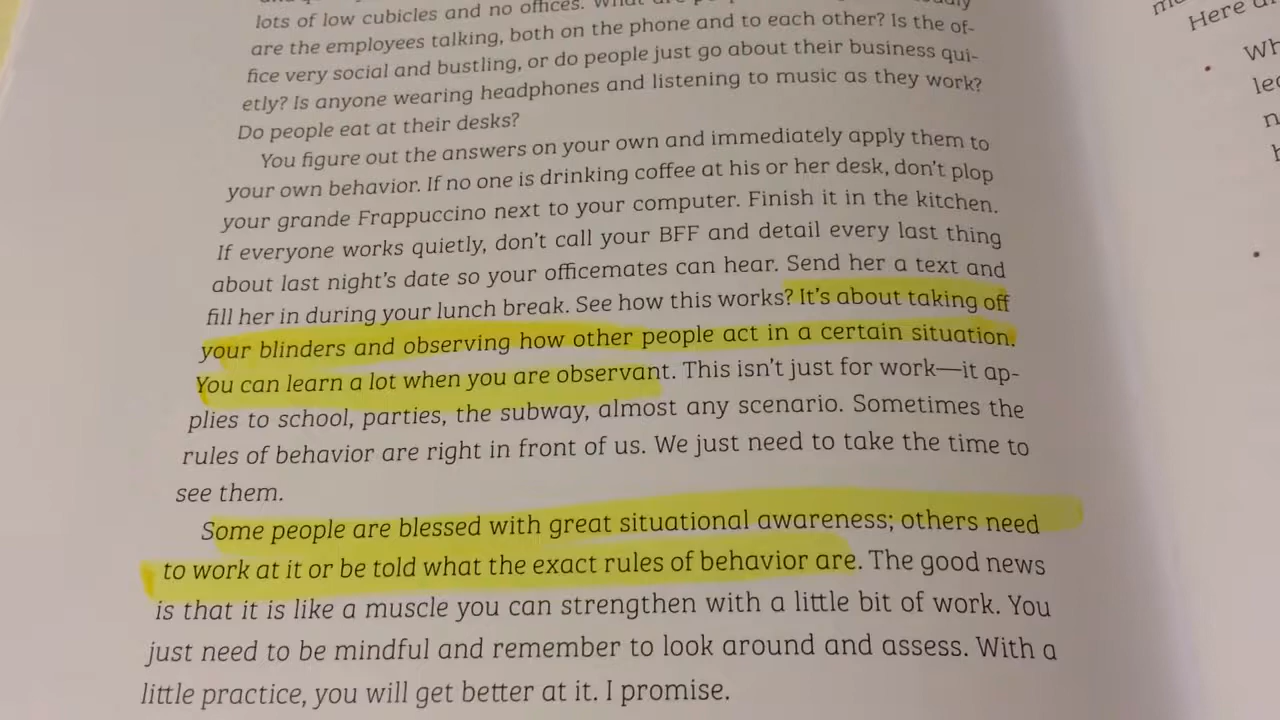 lots of low cubicles and no offices. What are
are the employees talking, both on the phone and to each other? Is the of-
fice very social and bustling, or do people just go about their business qui-
etly? Is anyone wearing headphones and listening to music as they work?
Do people eat at their desks?
You figure out the answers on your own and immediately apply them to
your own behavior. If no one is drinking coffee at his or her desk, don't plop
your grande Frappuccino next to your computer. Finish it in the kitchen.
If everyone works quietly, don't call your BFF and detail every last thing
about last night's date so your officemates can hear. Send her a text and
fill her in during your lunch break. See how this works? It's about taking off
your blinders and observing how other people act in a certain situation.
You can learn a lot when you are observant. This isn't just for work—it ap-
plies to school, parties, the subway, almost any scenario. Sometimes the
rules of behavior are right in front of us. We just need to take the time to
see them.
Some people are blessed with great situational awareness; others need
to work at it or be told what the exact rules of behavior are. The good news
is that it is like a muscle you can strengthen with a little bit of work. You
just need to be mindful and remember to look around and assess. With a
little practice, you will get better at it. I promise.
Here